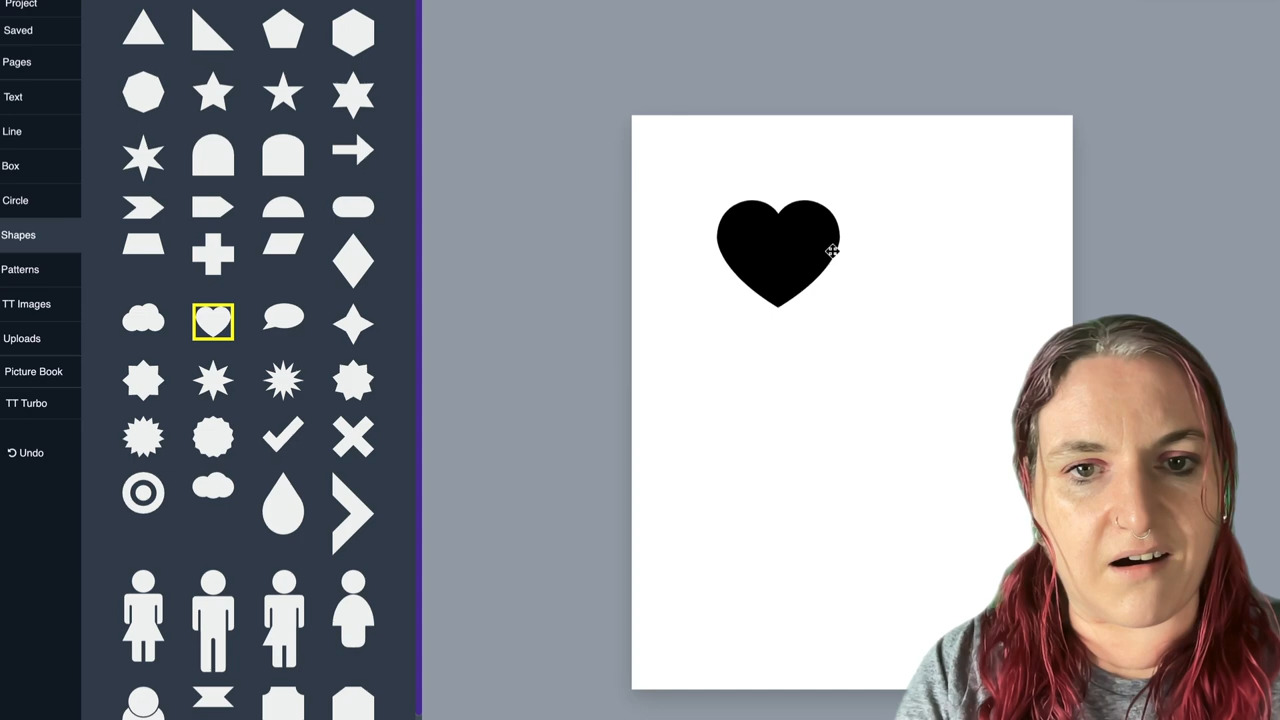 Project
Saved
Pages
Text
Line
Box
Circle
Shapes
Patterns
TT Images
Uploads
Picture Book
TT Turbo
Undo